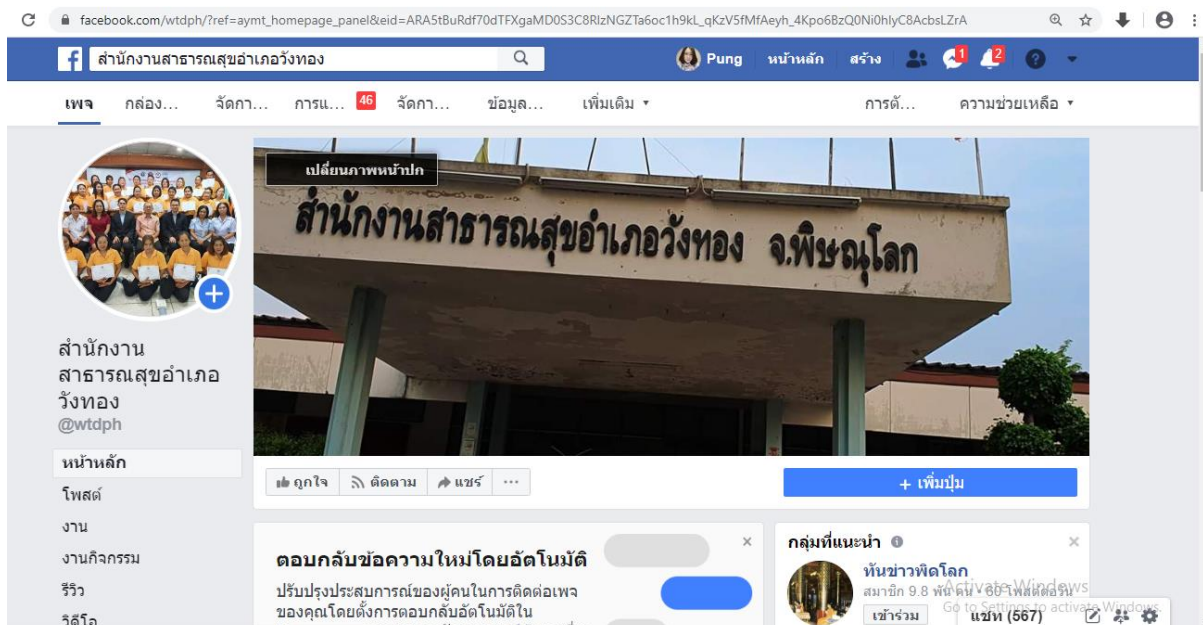 facebook.com/wtdph/?ref=aymt_homepage_panel&eid=ARA5tBuRdf70dTFXgaMD0S3C8RIzNGZTa6oc1h9kL_qKzV5fMfAeyh_4Kpo6BzQ0Ni0hlyC8AcbsLZrA
สำนักงานสาธารณสุขอำเภอวังทอง
Pung หน้าหลัก สร้าง 1 2
เพจ กล่อง... จัดกา... การแ... 46 จัดกา... ข้อมูล... เพิ่มเติม การตั้... ความช่วยเหลือ
เปลี่ยนภาพหน้าปก
สำนักงานสาธารณสุขอำเภอวังทอง จ.พิษณุโลก
สำนักงาน
สาธารณสุขอำเภอ
วังทอง
@wtdph
หน้าหลัก
โพสต์
งาน
งานกิจกรรม
รีวิว
วิดีโอ
ถูกใจ ติดตาม แชร์ ...
+ เพิ่มปุ่ม
ตอบกลับข้อความใหม่โดยอัตโนมัติ
ปรับปรุงประสบการณ์ของผู้คนในการติดต่อเพจ
ของคุณโดยตั้งการตอบกลับอัตโนมัติใน
กลุ่มที่แนะนำ
ทันข่าวพิดโลก
สมาชิก 9.8 พัน คน • 60 โพสต์ต่อวัน
เข้าร่วม
Activate Windows
Go to Settings to activate Windows.
แชท (567)